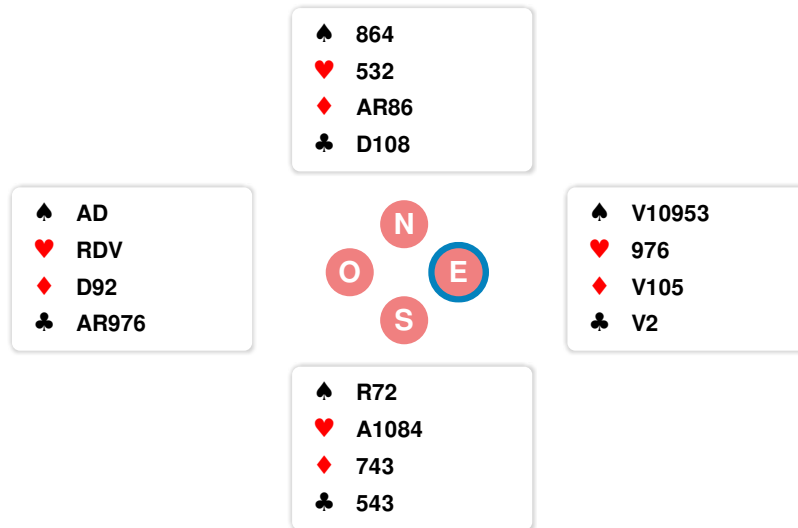 ♠ 864
♥ 532
♦ AR86
♣ D108
♠ AD
♥ RDV
♦ D92
♣ AR976
N
O
E
S
♠ V10953
♥ 976
♦ V105
♣ V2
♠ R72
♥ A1084
♦ 743
♣ 543